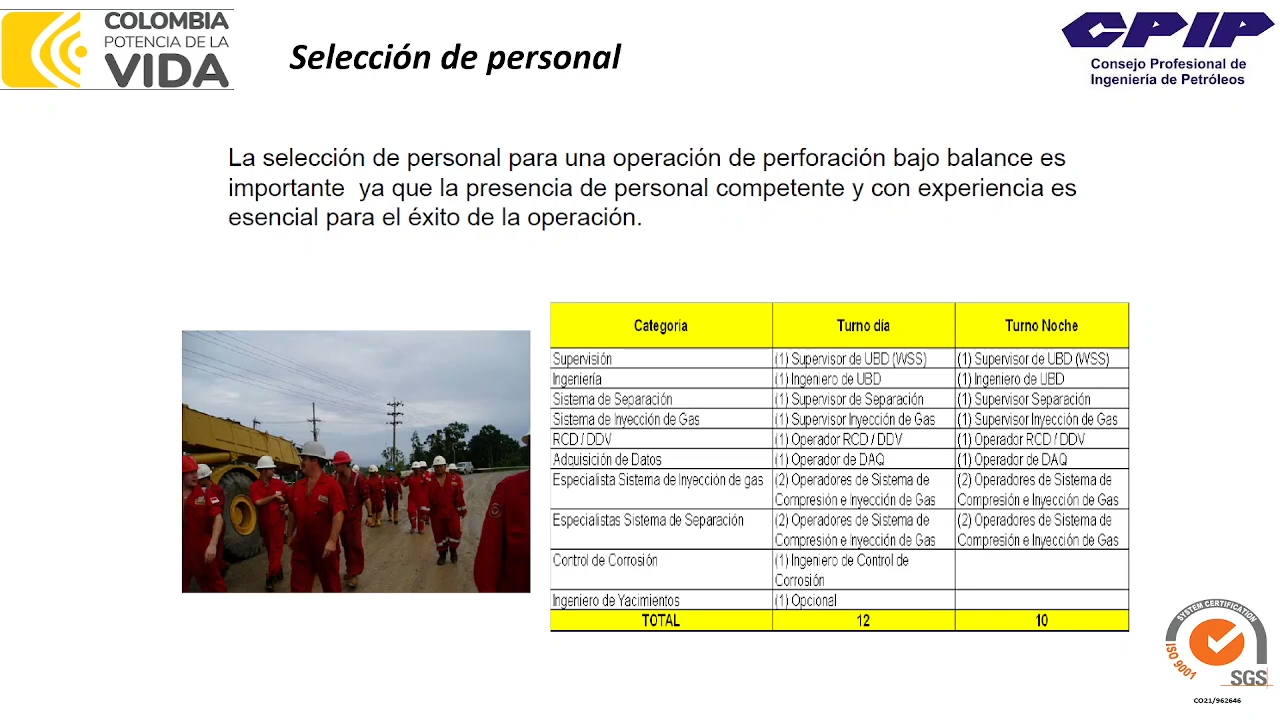 COLOMBIA
POTENCIA DE LA
VIDA
Selección de personal
CPIP
Consejo Profesional de
Ingeniería de Petróleos
La selección de personal para una operación de perforación bajo balance es
importante  ya que la presencia de personal competente y con experiencia es
esencial para el éxito de la operación.
Categoría Turno día Turno Noche
Supervisión (1) Supervisor de UBD (WSS) (1) Supervisor de UBD (WSS)
Ingeniería (1) Ingeniero de UBD (1) Ingeniero de UBD
Sistema de Separación (1) Supervisor de Separación (1) Supervisor Separación
Sistema de Inyección de Gas (1) Supervisor Inyección de Gas (1) Supervisor Inyección de Gas
RCD / DDV (1) Operador RCD / DDV (1) Operador RCD / DDV
Adquisición de Datos (1) Operador de DAQ (1) Operador de DAQ
Especialista Sistema de Inyección de gas (2) Operadores de Sistema de (2) Operadores de Sistema de
Compresión e Inyección de Gas Compresión e Inyección de Gas
Especialistas Sistema de Separación (2) Operadores de Sistema de (2) Operadores de Sistema de
Compresión e Inyección de Gas Compresión e Inyección de Gas
Control de Corrosión (1) Ingeniero de Control de
Corrosión
Ingeniero de Yacimientos (1) Opcional
TOTAL 12 10
SYSTEM CERTIFICATION
ISO 9001
SGS
CO21/962646